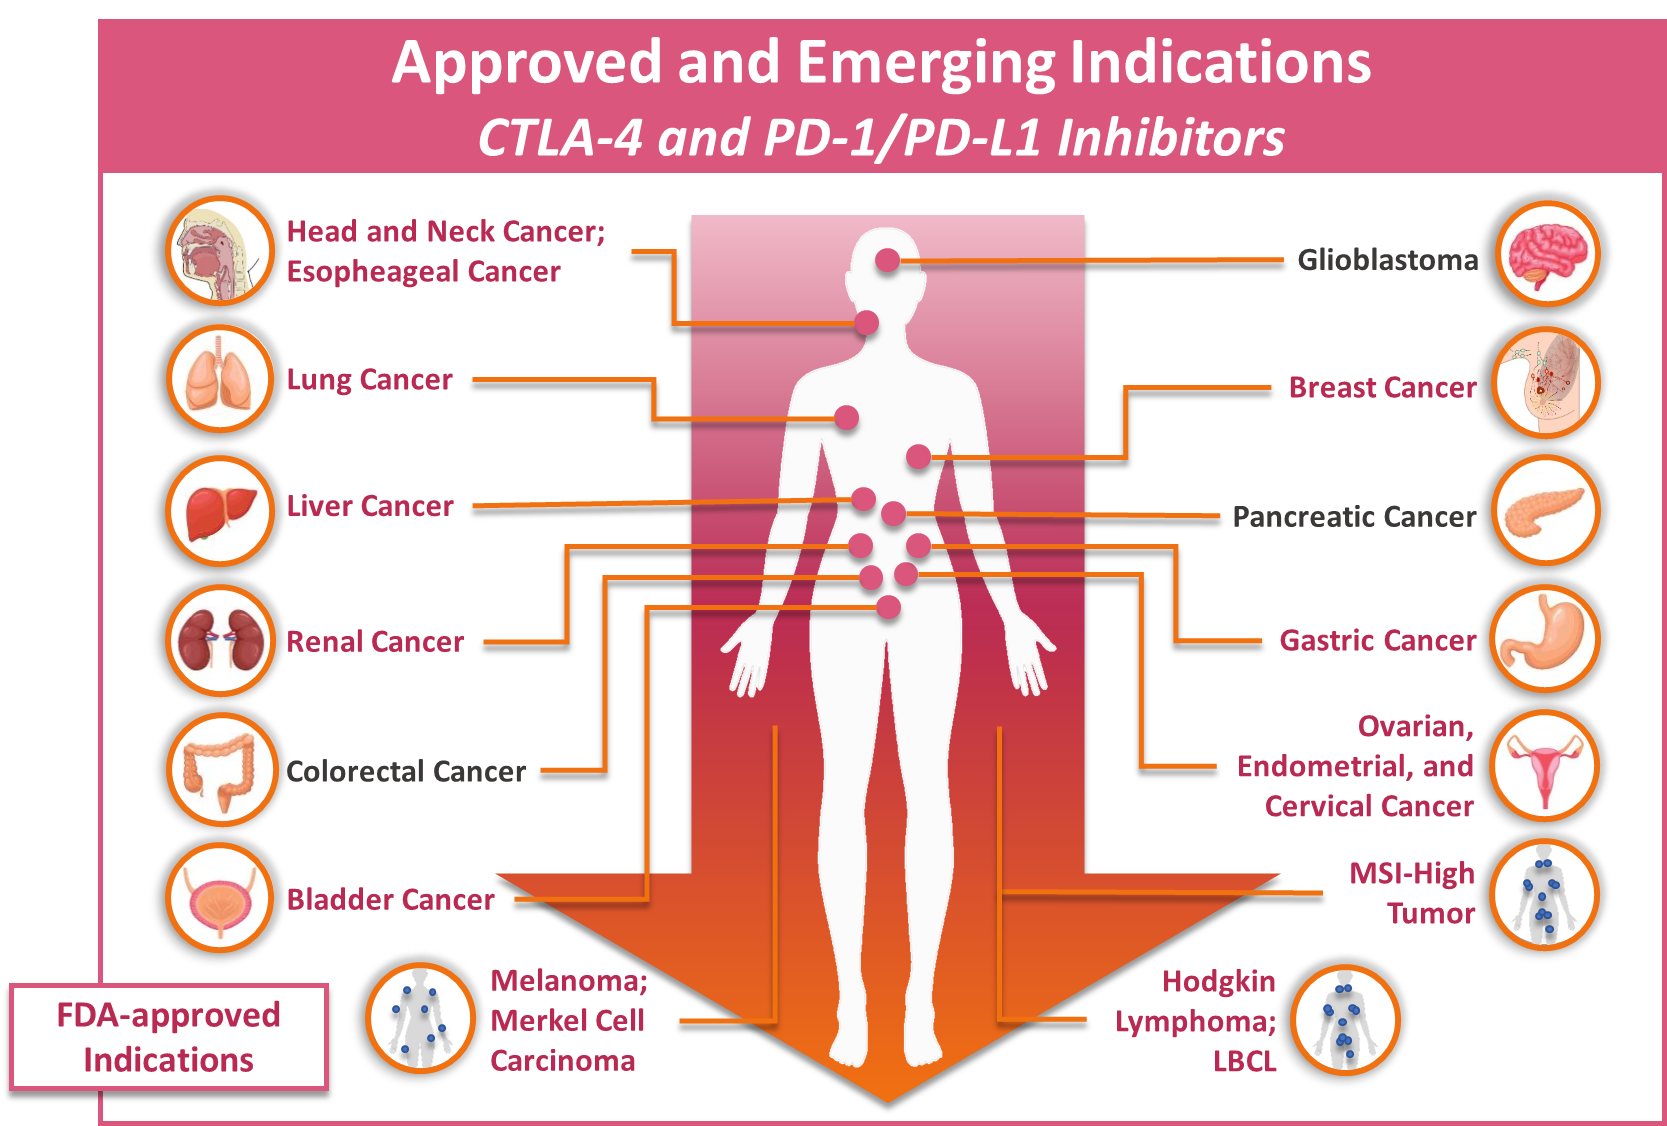 Approved and Emerging Indications
CTLA-4 and PD-1/PD-L1 Inhibitors
Head and Neck Cancer;
Esopheageal Cancer
Lung Cancer
Liver Cancer
Renal Cancer
Colorectal Cancer
Bladder Cancer
Melanoma;
Merkel Cell
Carcinoma
Glioblastoma
Breast Cancer
Pancreatic Cancer
Gastric Cancer
Ovarian,
Endometrial, and
Cervical Cancer
MSI-High
Tumor
Hodgkin
Lymphoma;
LBCL
FDA-approved
Indications